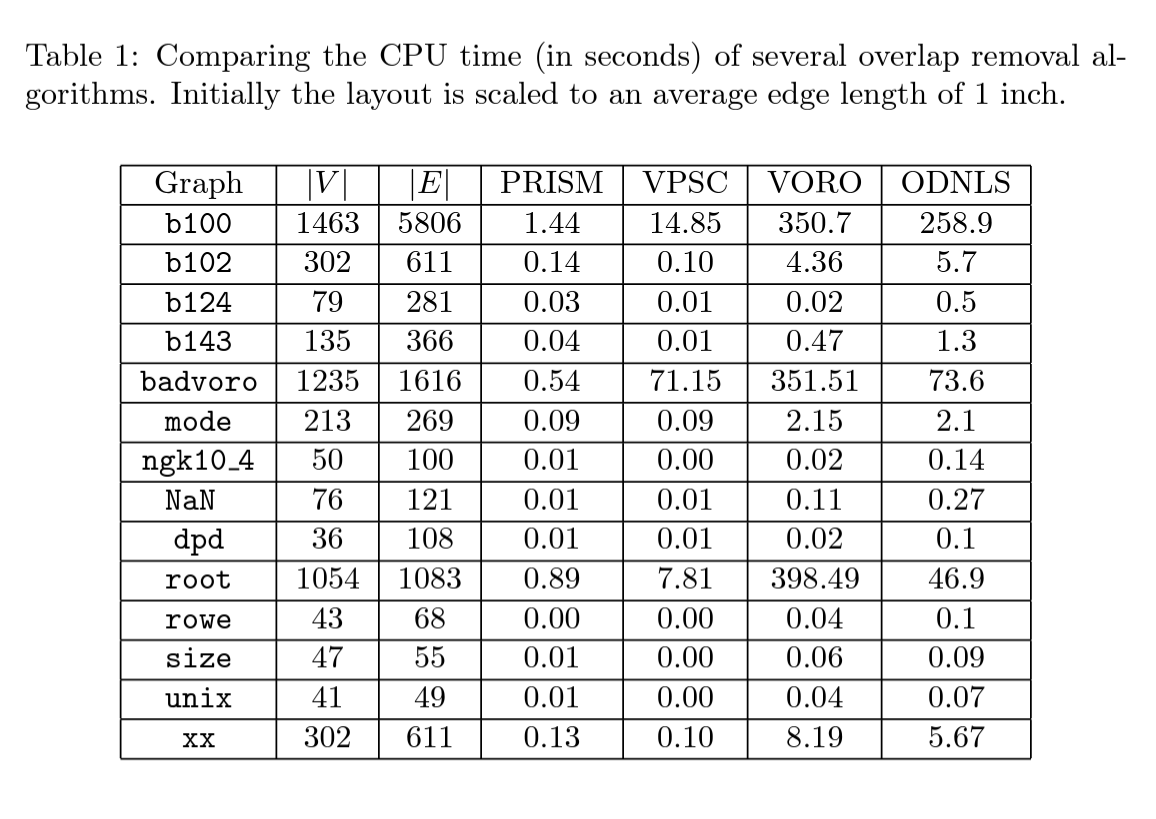 Table 1: Comparing the CPU time (in seconds) of several overlap removal al-
gorithms. Initially the layout is scaled to an average edge length of 1 inch.
Graph |V| |E| PRISM VPSC VORO ODNLS
b100 1463 5806 1.44 14.85 350.7 258.9
b102 302 611 0.14 0.10 4.36 5.7
b124 79 281 0.03 0.01 0.02 0.5
b143 135 366 0.04 0.01 0.47 1.3
badvoro 1235 1616 0.54 71.15 351.51 73.6
mode 213 269 0.09 0.09 2.15 2.1
ngk10_4 50 100 0.01 0.00 0.02 0.14
NaN 76 121 0.01 0.01 0.11 0.27
dpd 36 108 0.01 0.01 0.02 0.1
root 1054 1083 0.89 7.81 398.49 46.9
rowe 43 68 0.00 0.00 0.04 0.1
size 47 55 0.01 0.00 0.06 0.09
unix 41 49 0.01 0.00 0.04 0.07
xx 302 611 0.13 0.10 8.19 5.67